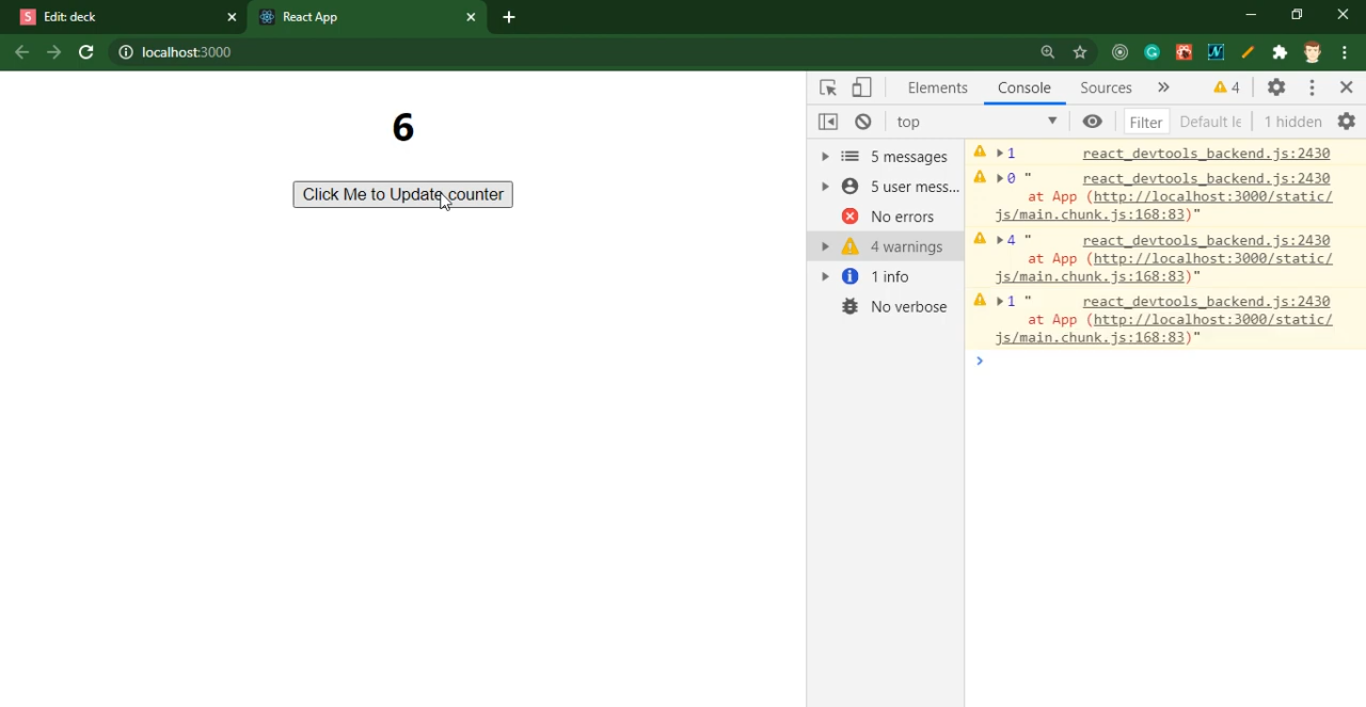 Edit: deck
React App
localhost:3000
6
Click Me to Update counter
Elements Console Sources » 4
top Filter Default le 1 hidden
5 messages
5 user mess...
No errors
4 warnings
1 info
No verbose
1 react_devtools_backend.js:2430
0 " react_devtools_backend.js:2430
at App (http://localhost:3000/static/
js/main.chunk.js:168:83)"
4 " react_devtools_backend.js:2430
at App (http://localhost:3000/static/
js/main.chunk.js:168:83)"
1 " react_devtools_backend.js:2430
at App (http://localhost:3000/static/
js/main.chunk.js:168:83)"